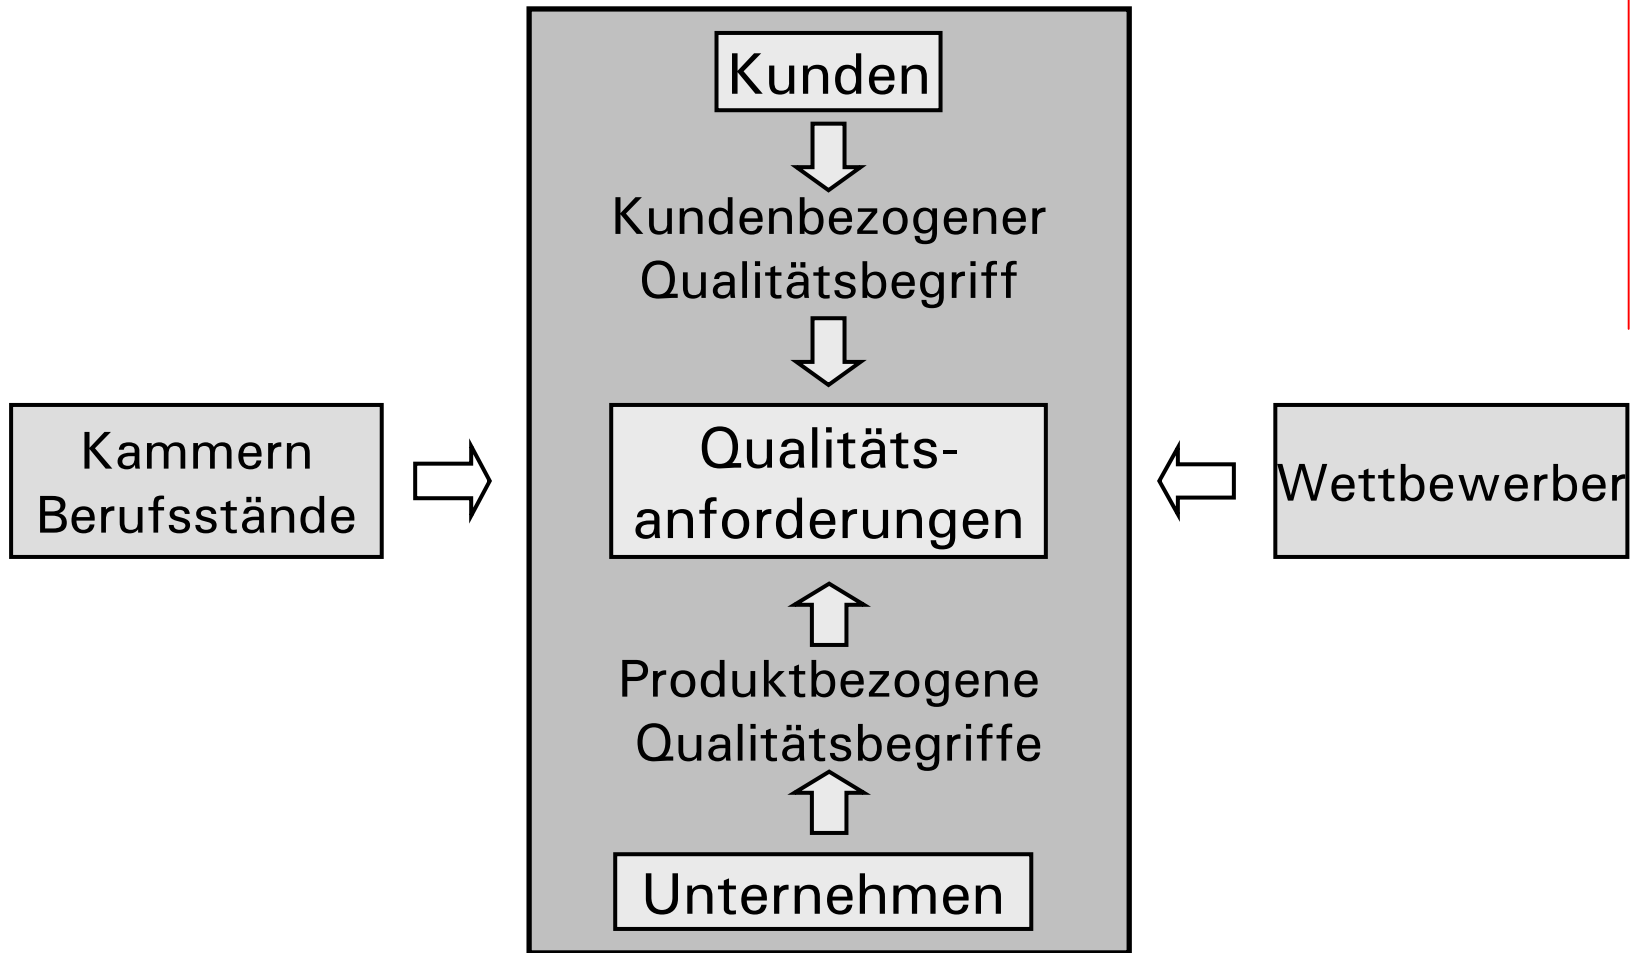 Kunden
Kundenbezogener
Qualitätsbegriff
Kammern
Berufsstände
Qualitäts-
anforderungen
Wettbewerber
Produktbezogene
Qualitätsbegriffe
Unternehmen